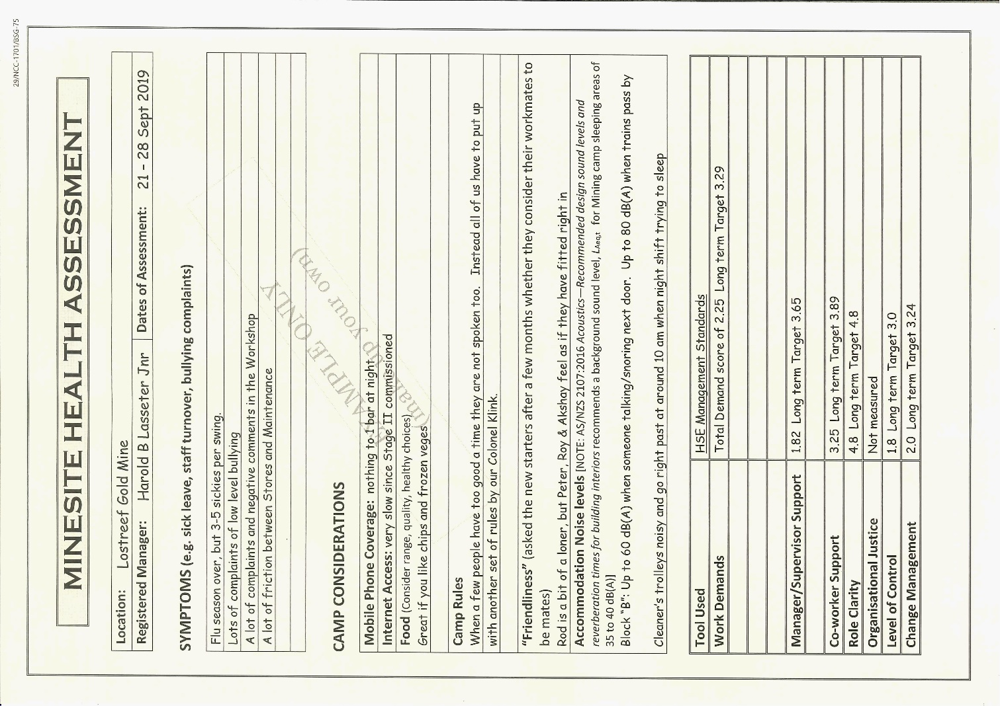 29/NCC-1701/BSG-75
MINESITE HEALTH ASSESSMENT
Location: Lostreef Gold Mine
Registered Manager: Harold B Lasseter Jnr Dates of Assessment: 21 – 28 Sept 2019
SYMPTOMS (e.g. sick leave, staff turnover, bullying complaints)
Flu season over, but 3-5 sickies per swing.
Lots of complaints of low level bullying
A lot of complaints and negative comments in the Workshop
A lot of friction between Stores and Maintenance
EXAMPLE ONLY
(make up your own)
CAMP CONSIDERATIONS
Mobile Phone Coverage: nothing to 1 bar at night
Internet Access: very slow since Stage II commissioned
Food (Consider range, quality, healthy choices)
Great if you like chips and frozen veges
Camp Rules
When a few people have too good a time they are not spoken too. Instead all of us have to put up
with another set of rules by our Colonel Klink.
“Friendliness” (asked the new starters after a few months whether they consider their workmates to
be mates)
Rod is a bit of a loner, but Peter, Roy & Akshay feel as if they have fitted right in
Accommodation Noise levels [NOTE: AS/NZS 2107:2016 Acoustics—Recommended design sound levels and
reverberation times for building interiors recommends a background sound level, LAeq,t for Mining camp sleeping areas of
35 to 40 dB(A)]
Block "B": Up to 60 dB(A) when someone talking/snoring next door. Up to 80 dB(A) when trains pass by
Cleaner's trolleys noisy and go right past at around 10 am when night shift trying to sleep
Tool Used HSE Management Standards
Work Demands Total Demand score of 2.25 Long term Target 3.29
Manager/Supervisor Support 1.82 Long term Target 3.65
Co-worker Support 3.25 Long term Target 3.89
Role Clarity 4.8 Long term Target 4.8
Organisational Justice Not measured
Level of Control 1.8 Long term Target 3.0
Change Management 2.0 Long term Target 3.24